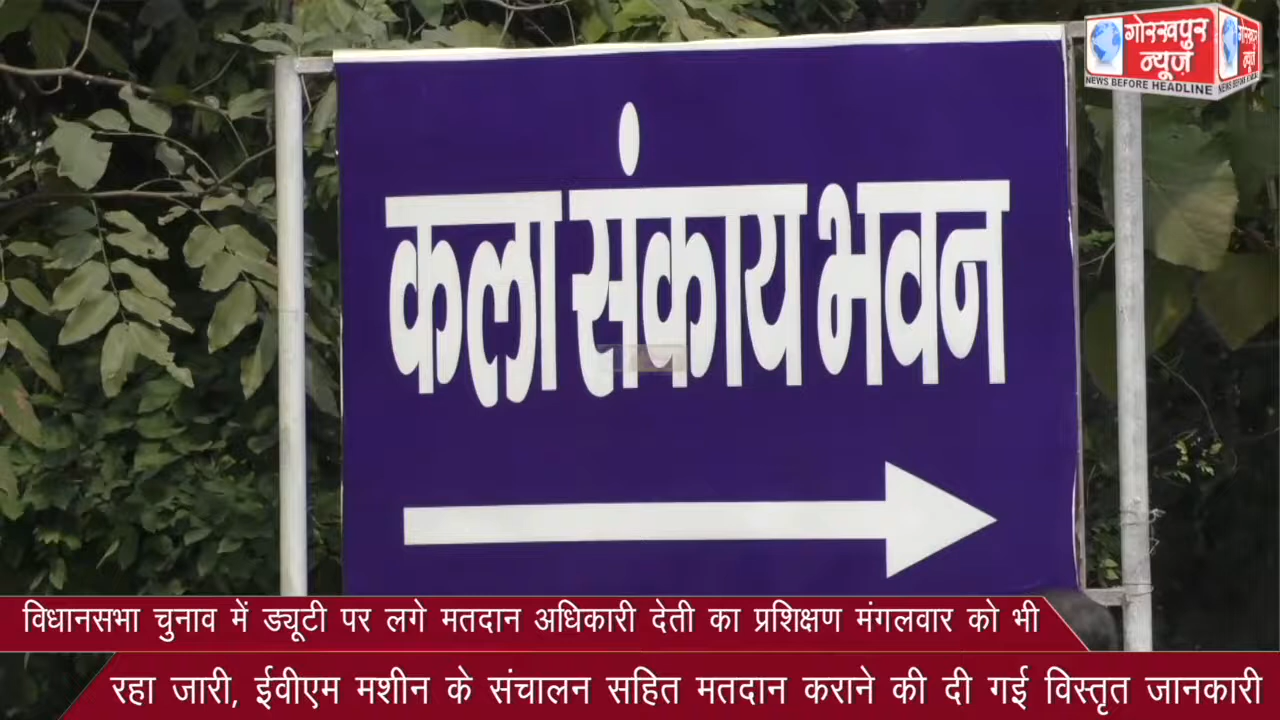 गोरखपुर
न्यूज़
NEWS BEFORE HEADLINE
कला संकाय भवन
विधानसभा चुनाव में ड्यूटी पर लगे मतदान अधिकारी देती का प्रशिक्षण मंगलवार को भी
रहा जारी, ईवीएम मशीन के संचालन सहित मतदान कराने की दी गई विस्तृत जानकारी